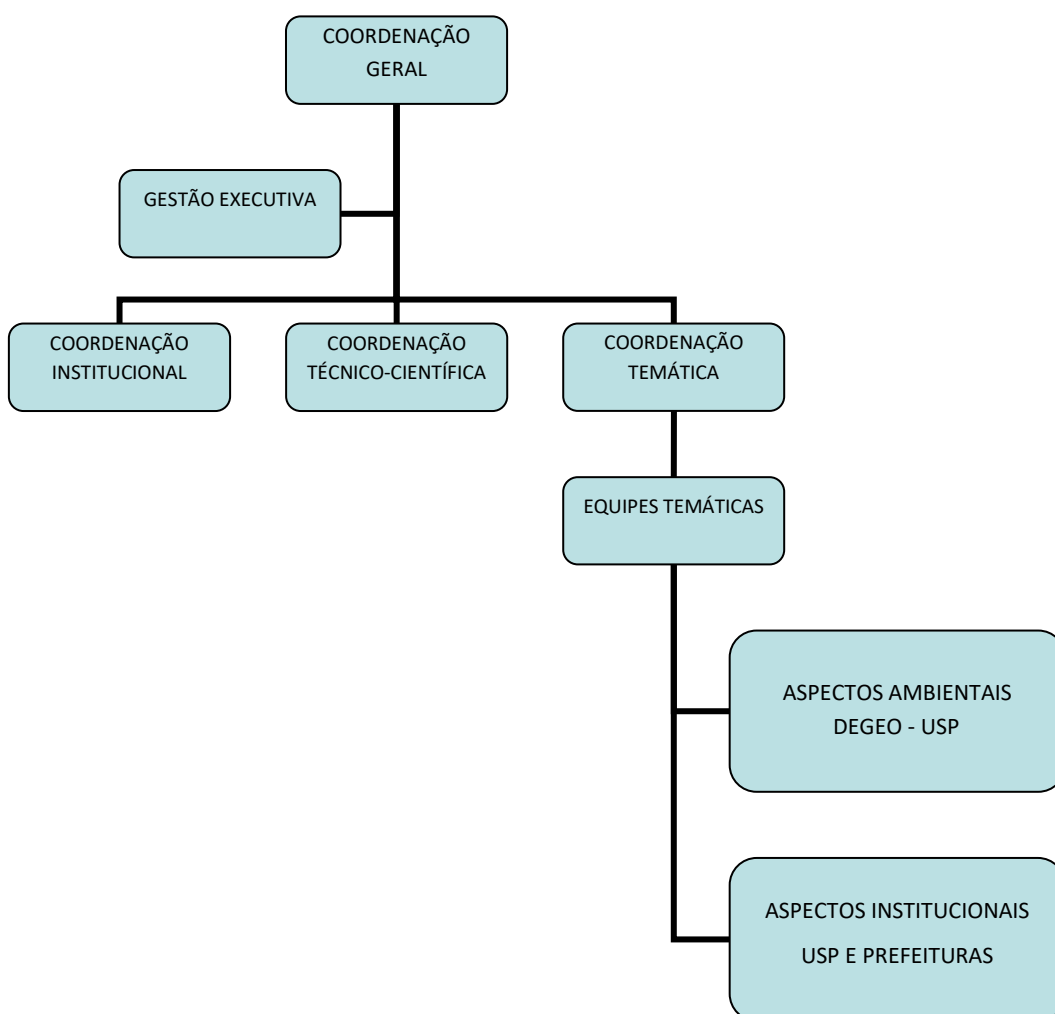 COORDENAÇÃO
GERAL
GESTÃO EXECUTIVA
COORDENAÇÃO
INSTITUCIONAL
COORDENAÇÃO
TÉCNICO-CIENTÍFICA
COORDENAÇÃO
TEMÁTICA
EQUIPES TEMÁTICAS
ASPECTOS AMBIENTAIS
DEGEO - USP
ASPECTOS INSTITUCIONAIS
USP E PREFEITURAS